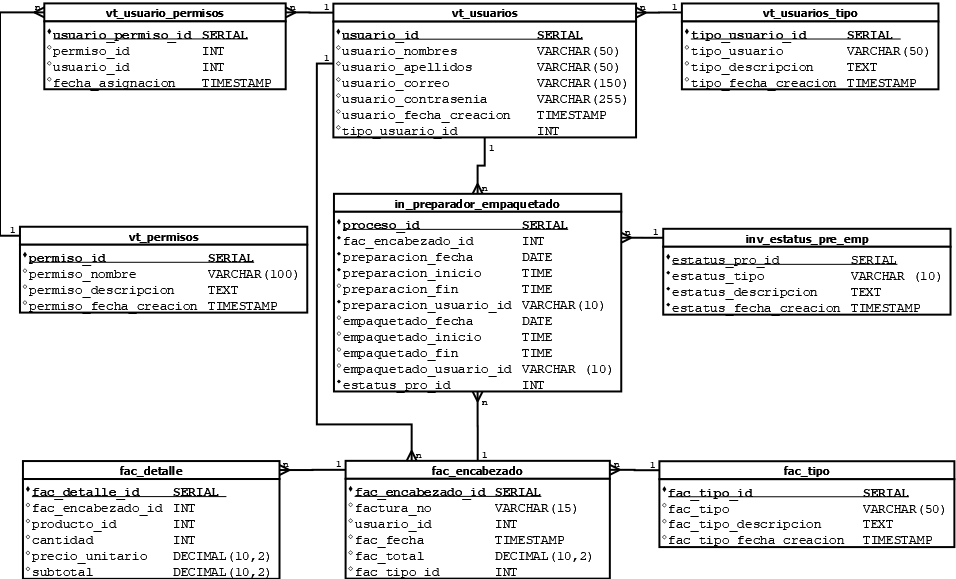 vt_usuario_permisos
usuario_permiso_id SERIAL
permiso_id INT
usuario_id INT
fecha_asignacion TIMESTAMP
n
n
1
vt_usuarios
usuario_id SERIAL
usuario_nombres VARCHAR(50)
usuario_apellidos VARCHAR(50)
usuario_correo VARCHAR(150)
usuario_contrasenia VARCHAR(255)
usuario_fecha_creacion TIMESTAMP
tipo_usuario_id INT
n
1
1
1
n
vt_usuarios_tipo
tipo_usuario_id SERIAL
tipo_usuario VARCHAR(50)
tipo_descripcion TEXT
tipo_fecha_creacion TIMESTAMP
1
vt_permisos
permiso_id SERIAL
permiso_nombre VARCHAR(100)
permiso_descripcion TEXT
permiso_fecha_creacion TIMESTAMP
in_preparador_empaquetado
proceso_id SERIAL
fac_encabezado_id INT
preparacion_fecha DATE
preparacion_inicio TIME
preparacion_fin TIME
preparacion_usuario_id VARCHAR(10)
empaquetado_fecha DATE
empaquetado_inicio TIME
empaquetado_fin TIME
empaquetado_usuario_id VARCHAR (10)
estatus_pro_id INT
n
1
inv_estatus_pre_emp
estatus_pro_id SERIAL
estatus_tipo VARCHAR (10)
estatus_descripcion TEXT
estatus_fecha_creacion TIMESTAMP
n
n
1
fac_detalle
fac_detalle_id SERIAL
fac_encabezado_id INT
producto_id INT
cantidad INT
precio_unitario DECIMAL(10,2)
subtotal DECIMAL(10,2)
n
1
fac_encabezado
fac_encabezado_id SERIAL
factura_no VARCHAR(15)
usuario_id INT
fac_fecha TIMESTAMP
fac_total DECIMAL(10,2)
fac_tipo_id INT
n
1
fac_tipo
fac_tipo_id SERIAL
fac_tipo VARCHAR(50)
fac_tipo_descripcion TEXT
fac_tipo_fecha_creacion TIMESTAMP